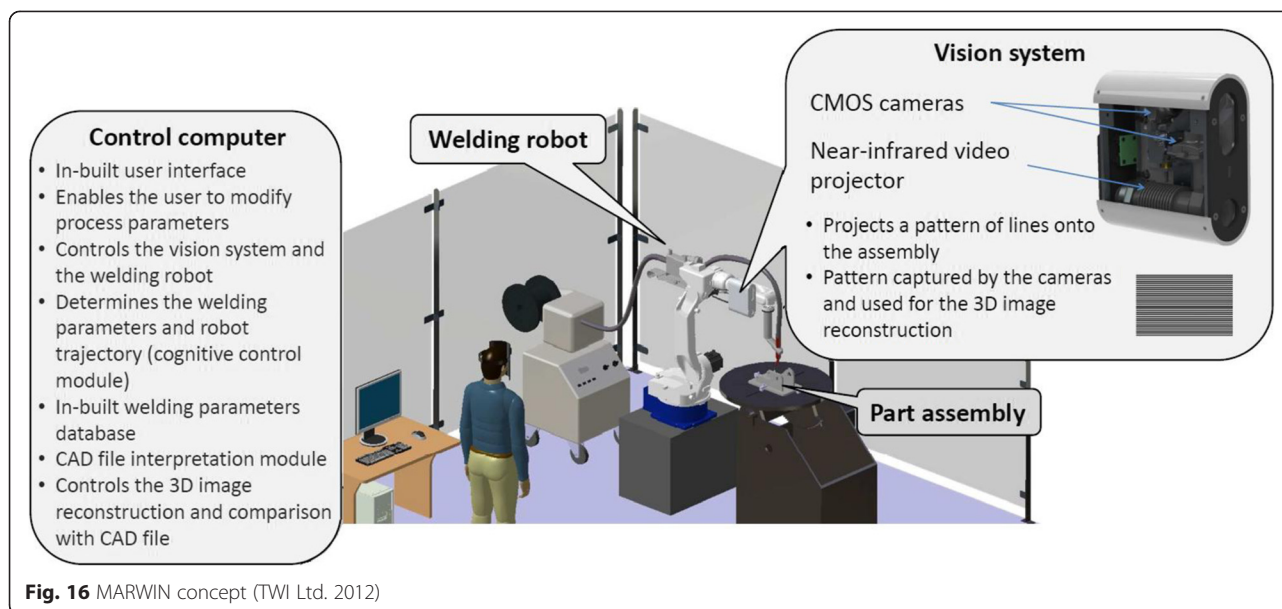 Control computer
• In-built user interface
• Enables the user to modify
process parameters
• Controls the vision system and
the welding robot
• Determines the welding
parameters and robot
trajectory (cognitive control
module)
• In-built welding parameters
database
• CAD file interpretation module
• Controls the 3D image
reconstruction and comparison
with CAD file
Welding robot
Vision system
CMOS cameras
Near-infrared video
projector
• Projects a pattern of lines onto
the assembly
• Pattern captured by the cameras
and used for the 3D image
reconstruction
Part assembly
Fig. 16 MARWIN concept (TWI Ltd. 2012)